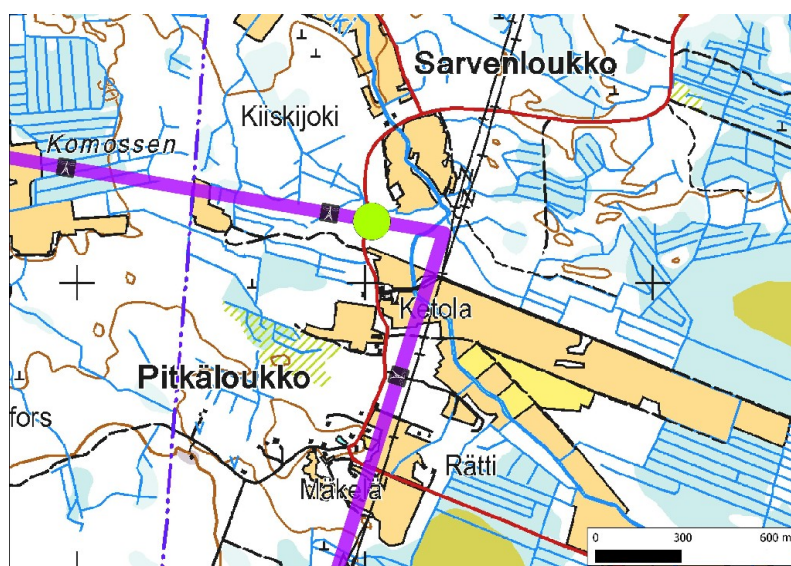 Sarvenloukko
Kiiskijoki
Komossen
Ketola
Pitkäloukko
fors
Rätti
Mäkelä
0 300 600 m